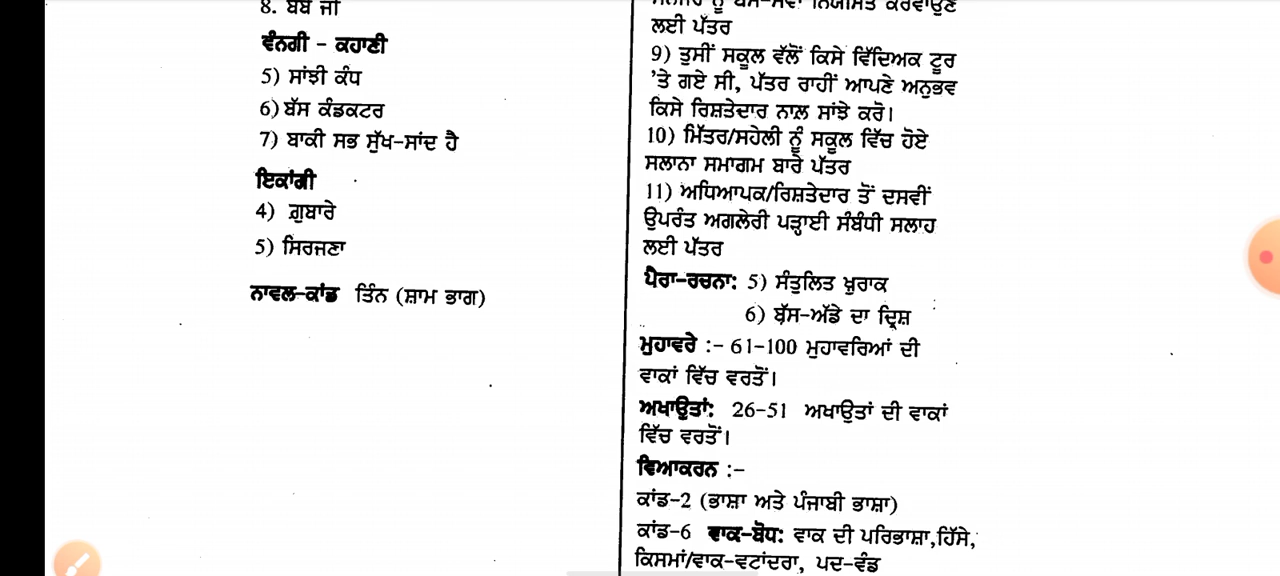 8. ਬਬ ਜੀ
ਵੰਨਗੀ - ਕਹਾਣੀ
5) ਸਾਂਝੀ ਕੰਧ
6) ਬੱਸ ਕੰਡਕਟਰ
7) ਬਾਕੀ ਸਭ ਸੁੱਖ-ਸਾਂਦ ਹੈ
ਇਕਾਂਗੀ
4) ਗ਼ੁਬਾਰੇ
5) ਸਿਰਜਣਾ
ਨਾਵਲ-ਕਾਂਡ ਤਿੰਨ (ਸ਼ਾਮ ਭਾਗ)
ਨੂੰ ਬੱਸ-ਸੇਵਾ ਨਿਯਮਿਤ ਕਰਵਾਉਣ
ਲਈ ਪੱਤਰ
9) ਤੁਸੀਂ ਸਕੂਲ ਵੱਲੋਂ ਕਿਸੇ ਵਿੱਦਿਅਕ ਟੂਰ
'ਤੇ ਗਏ ਸੀ, ਪੱਤਰ ਰਾਹੀਂ ਆਪਣੇ ਅਨੁਭਵ
ਕਿਸੇ ਰਿਸ਼ਤੇਦਾਰ ਨਾਲ਼ ਸਾਂਝੇ ਕਰੋ।
10) ਮਿੱਤਰ/ਸਹੇਲੀ ਨੂੰ ਸਕੂਲ ਵਿੱਚ ਹੋਏ
ਸਲਾਨਾ ਸਮਾਗਮ ਬਾਰੇ ਪੱਤਰ
11) ਅਧਿਆਪਕ/ਰਿਸ਼ਤੇਦਾਰ ਤੋਂ ਦਸਵੀਂ
ਉਪਰੰਤ ਅਗਲੇਰੀ ਪੜ੍ਹਾਈ ਸੰਬੰਧੀ ਸਲਾਹ
ਲਈ ਪੱਤਰ
ਪੈਰਾ-ਰਚਨਾ: 5) ਸੰਤੁਲਿਤ ਖ਼ੁਰਾਕ
6) ਬੱਸ-ਅੱਡੇ ਦਾ ਦ੍ਰਿਸ਼
ਮੁਹਾਵਰੇ :- 61-100 ਮੁਹਾਵਰਿਆਂ ਦੀ
ਵਾਕਾਂ ਵਿੱਚ ਵਰਤੋਂ।
ਅਖਾਉਤਾਂ: 26-51 ਅਖਾਉਤਾਂ ਦੀ ਵਾਕਾਂ
ਵਿੱਚ ਵਰਤੋਂ।
ਵਿਆਕਰਨ :-
ਕਾਂਡ-2 (ਭਾਸ਼ਾ ਅਤੇ ਪੰਜਾਬੀ ਭਾਸ਼ਾ)
ਕਾਂਡ-6 ਵਾਕ-ਬੋਧ: ਵਾਕ ਦੀ ਪਰਿਭਾਸ਼ਾ,ਹਿੱਸੇ,
ਕਿਸਮਾਂ/ਵਾਕ-ਵਟਾਂਦਰਾ, ਪਦ-ਵੰਡ